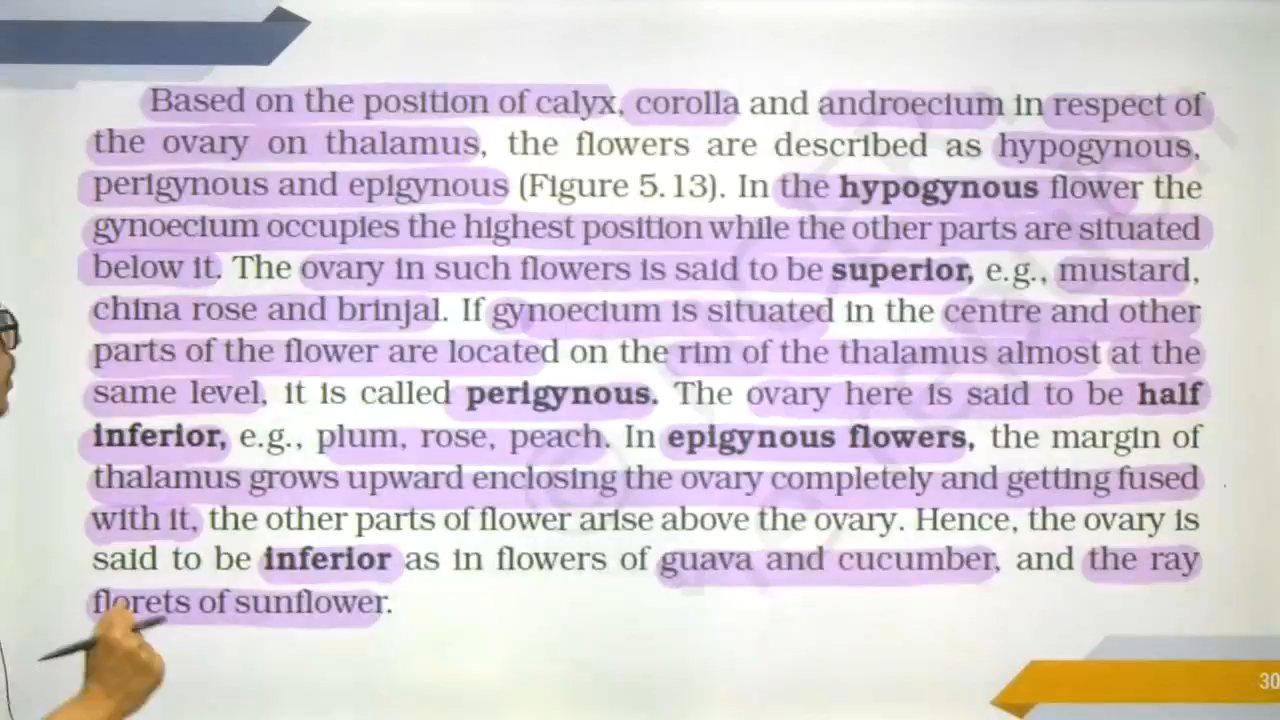 Based on the position of calyx, corolla and androecium in respect of
the ovary on thalamus, the flowers are described as hypogynous,
perigynous and epigynous (Figure 5.13). In the hypogynous flower the
gynoecium occupies the highest position while the other parts are situated
below it. The ovary in such flowers is said to be superior, e.g., mustard,
china rose and brinjal. If gynoecium is situated in the centre and other
parts of the flower are located on the rim of the thalamus almost at the
same level, it is called perigynous. The ovary here is said to be half
inferior, e.g., plum, rose, peach. In epigynous flowers, the margin of
thalamus grows upward enclosing the ovary completely and getting fused
with it, the other parts of flower arise above the ovary. Hence, the ovary is
said to be inferior as in flowers of guava and cucumber, and the ray
florets of sunflower.
30